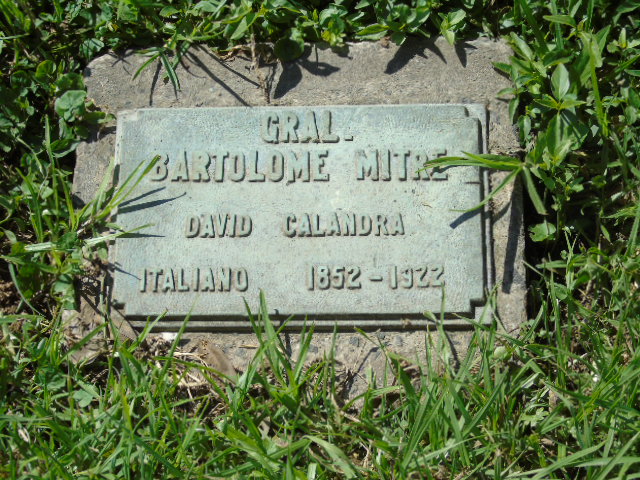 GRAL.
BARTOLOME MITRE
DAVID CALANDRA
ITALIANO 1852-1922